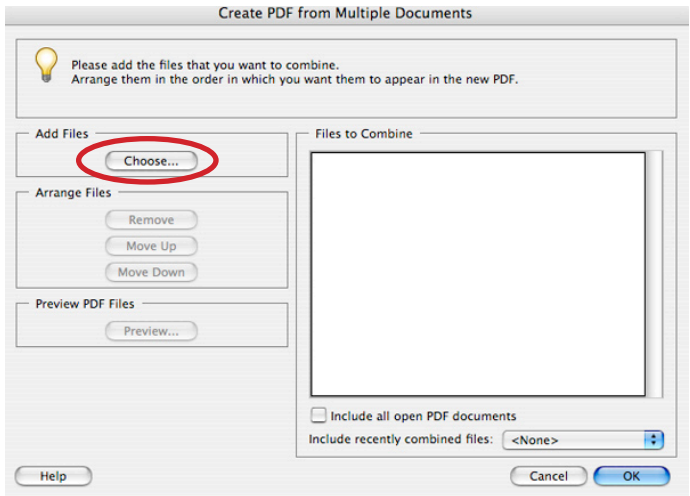 Create PDF from Multiple Documents
Please add the files that you want to combine.
Arrange them in the order in which you want them to appear in the new PDF.
Add Files
Choose...
Arrange Files
Remove
Move Up
Move Down
Preview PDF Files
Preview...
Files to Combine
Include all open PDF documents
Include recently combined files: <None>
Help
Cancel
OK